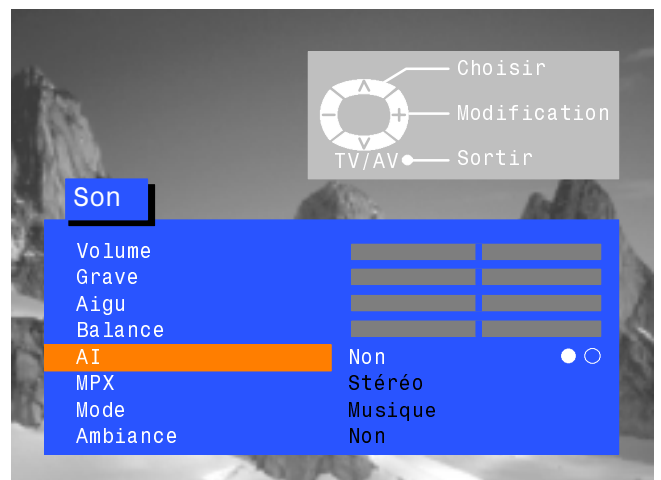 Choisir
Modification
TV/AV Sortir
Son
Volume
Grave
Aigu
Balance
AI Non
MPX Stéréo
Mode Musique
Ambiance Non